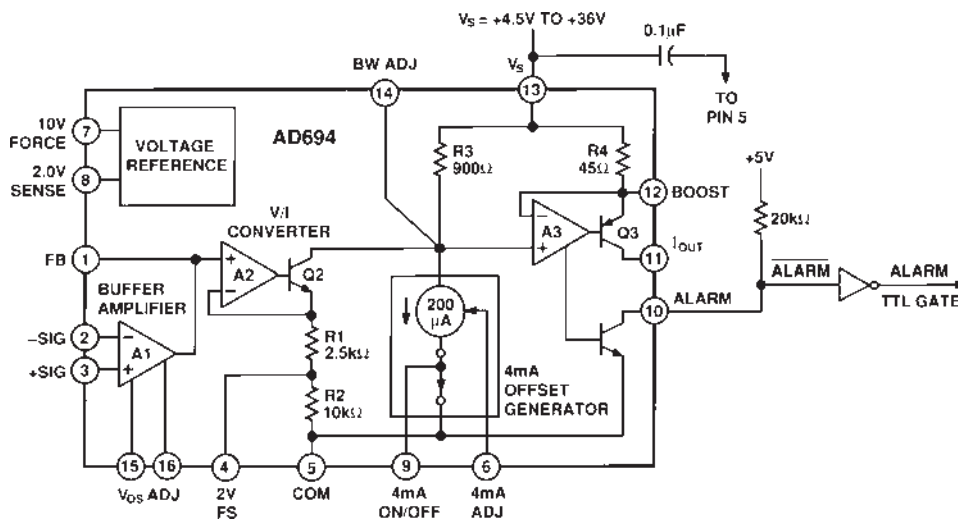 V_S = +4.5V TO +36V
0.1µF
TO
PIN 5
BW ADJ
14
V_S
13
10V
FORCE
7
VOLTAGE
REFERENCE
AD694
2.0V
SENSE
8
R3
900Ω
R4
45Ω
12
BOOST
+5V
20kΩ
V/I
CONVERTER
FB
1
+
A2
−
Q2
−
A3
+
Q3
11
I_OUT
BUFFER
AMPLIFIER
200
µA
10
ALARM
ALARM
ALARM
TTL GATE
−SIG
2
+SIG
3
−
A1
+
R1
2.5kΩ
R2
10kΩ
4mA
OFFSET
GENERATOR
15
16
4
5
9
6
V_OS ADJ
2V
FS
COM
4mA
ON/OFF
4mA
ADJ